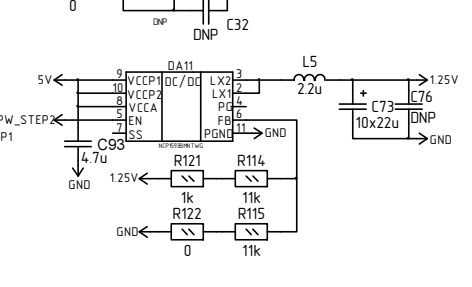 0
DNP
DNP
C32
DA11
L5
5V
9 VCCP1 DC/DC LX2 3
10 VCCP2 LX1 2
8 VCCA PG 4
PW_STEP2 5 EN FB 6
P1 7 SS PGND 11 GND
NCP1593BMNTWG
2.2u
1.25V
+
C73
10x22u
C76
DNP
GND
C93
4.7u
GND
R121
R114
1.25V
1k
11k
R122
R115
GND
0
11k